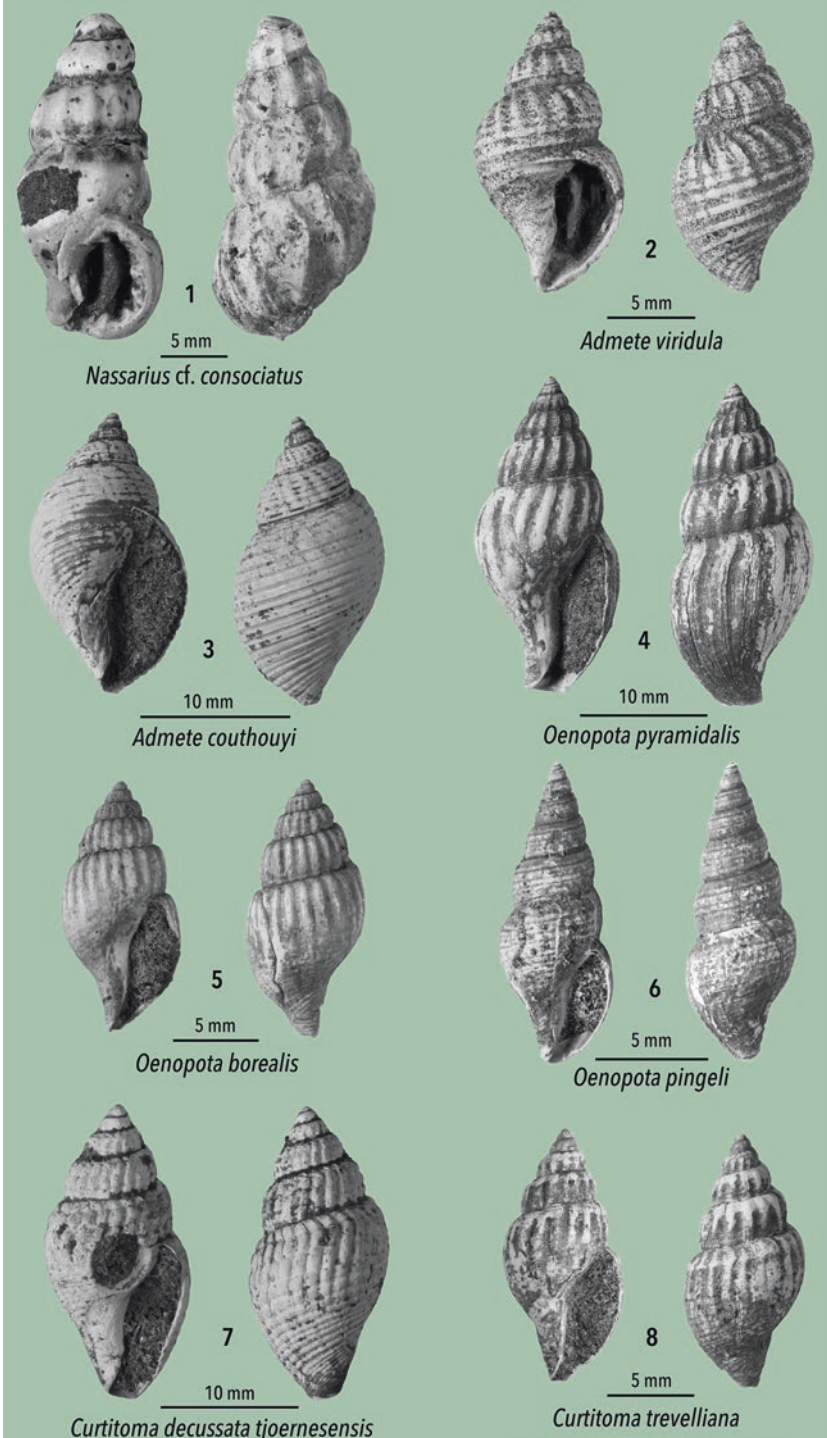 1
5 mm
Nassarius cf. consociatus
2
5 mm
Admete viridula
3
10 mm
Admete couthouyi
4
10 mm
Oenopota pyramidalis
5
5 mm
Oenopota borealis
6
5 mm
Oenopota pingeli
7
10 mm
Curtitoma decussata tjoernesensis
8
5 mm
Curtitoma trevelliana